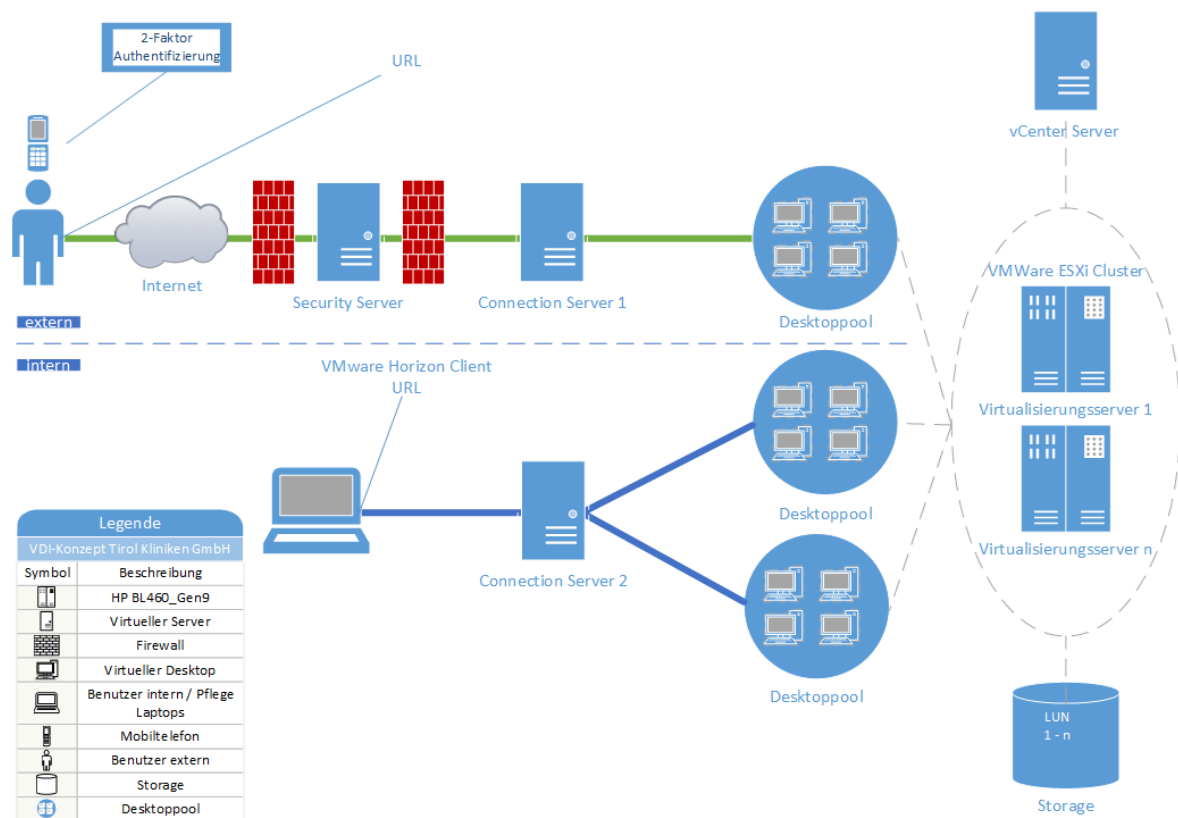 2-Faktor
Authentifizierung
URL
vCenter Server
Internet
Security Server
Connection Server 1
Desktoppool
VMWare ESXi Cluster
Virtualisierungsserver 1
Virtualisierungsserver n
extern
intern
VMware Horizon Client
URL
Connection Server 2
Desktoppool
Desktoppool
LUN
1 - n
Storage
Legende
VDI-Konzept Tirol Kliniken GmbH
Symbol Beschreibung
HP BL460_Gen9
Virtueller Server
Firewall
Virtueller Desktop
Benutzer intern / Pflege
Laptops
Mobiltelefon
Benutzer extern
Storage
Desktoppool